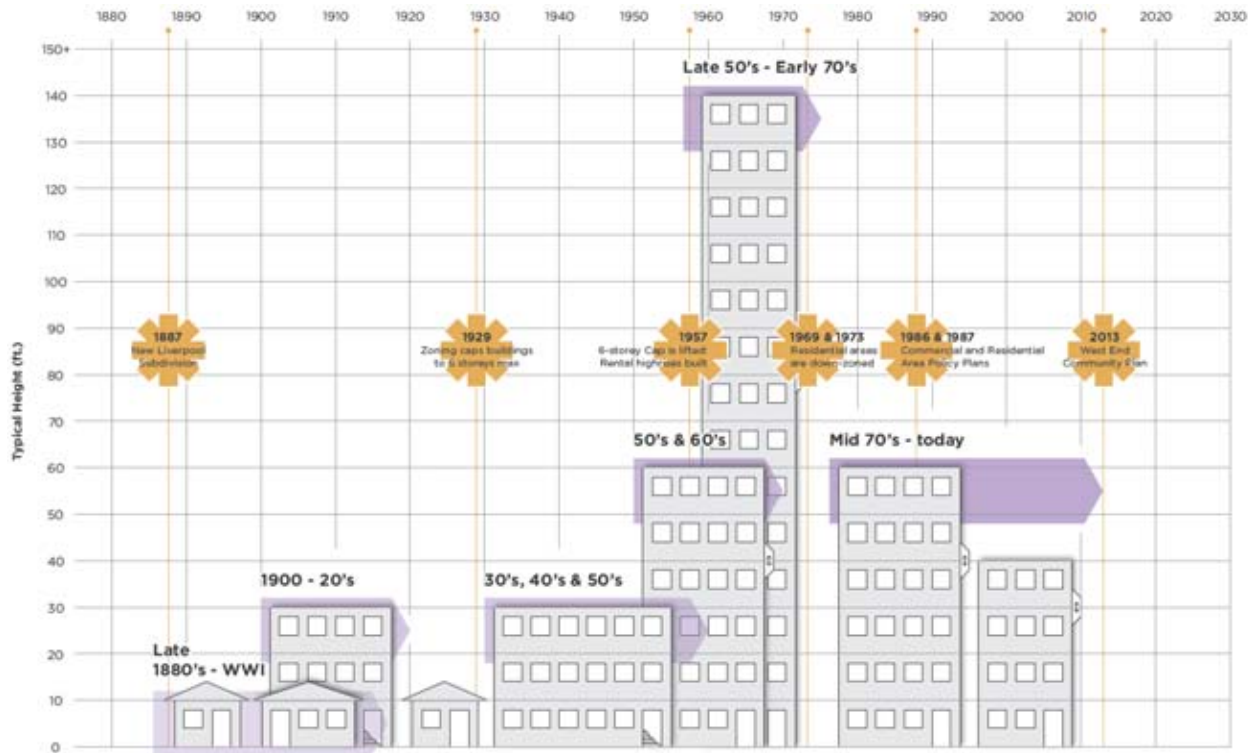 1880 1890 1900 1910 1920 1930 1940 1950 1960 1970 1980 1990 2000 2010 2020 2030
150+
Late 50's - Early 70's
140
130
120
110
100
90
1887
New Liverpool
Subdivision
1929
Zoning caps buildings
to 6 storeys max
1957
6-storey Cap is lifted
Rental highrises built
1969 & 1973
Residential areas
are down-zoned
1986 & 1987
Commercial and Residential
Area Policy Plans
2013
West End
Community Plan
80
Typical Height (ft.)
70
50's & 60's
Mid 70's - today
60
50
40
1900 - 20's
30's, 40's & 50's
30
20
Late
1880's - WWI
10
0